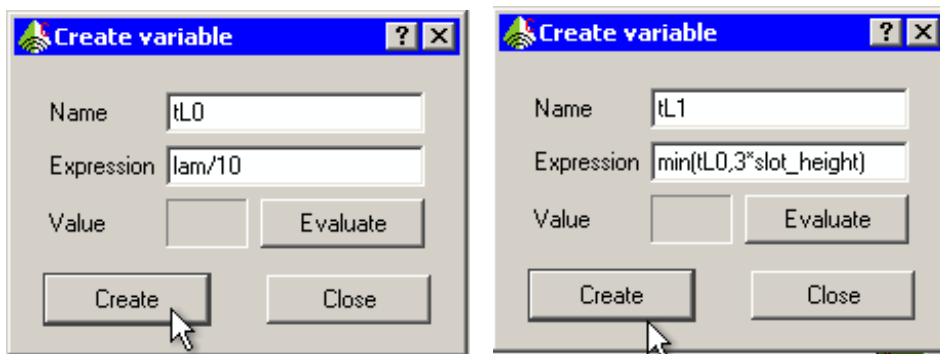 Create variable
Name tL0
Expression lam/10
Value Evaluate
Create Close
Create variable
Name tL1
Expression min(tL0,3*slot_height)
Value Evaluate
Create Close